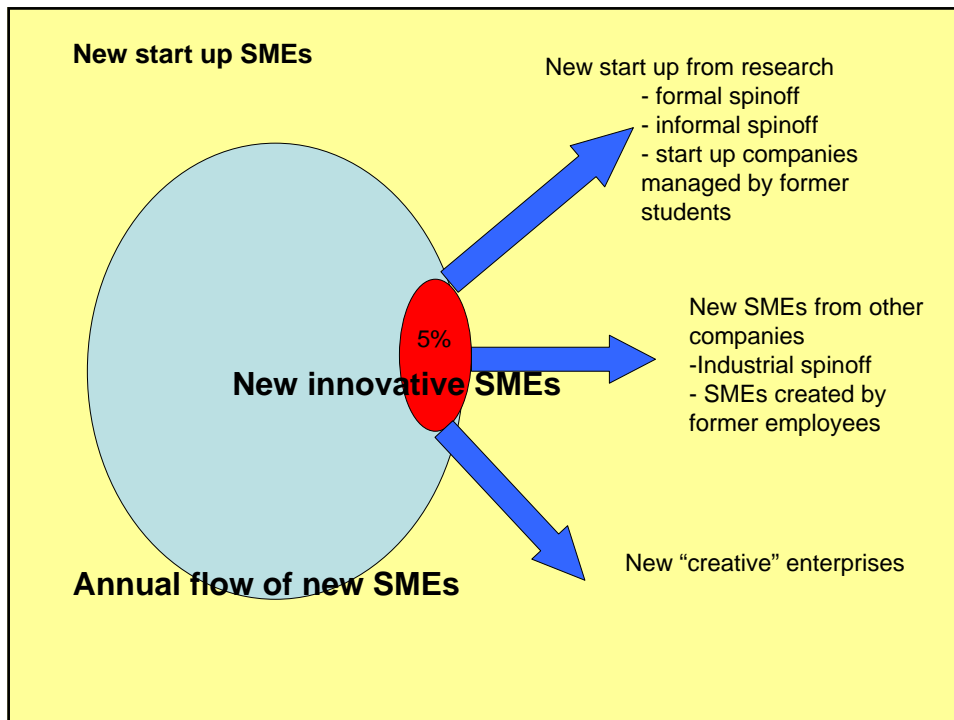 New start up SMEs
New start up from research
- formal spinoff
- informal spinoff
- start up companies
managed by former
students
5%
New innovative SMEs
New SMEs from other
companies
-Industrial spinoff
- SMEs created by
former employees
New “creative” enterprises
Annual flow of new SMEs